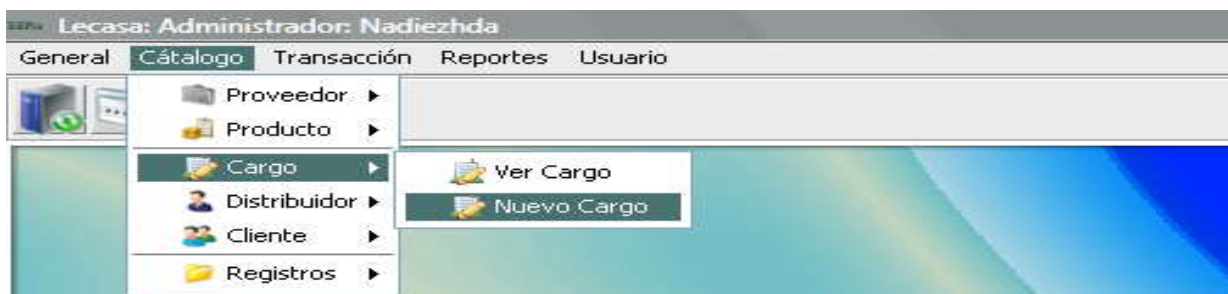 Lecasa: Administrador: Nadiezhda
General Cátalogo Transacción Reportes Usuario
Proveedor
Producto
Cargo
Ver Cargo
Nuevo Cargo
Distribuidor
Cliente
Registros